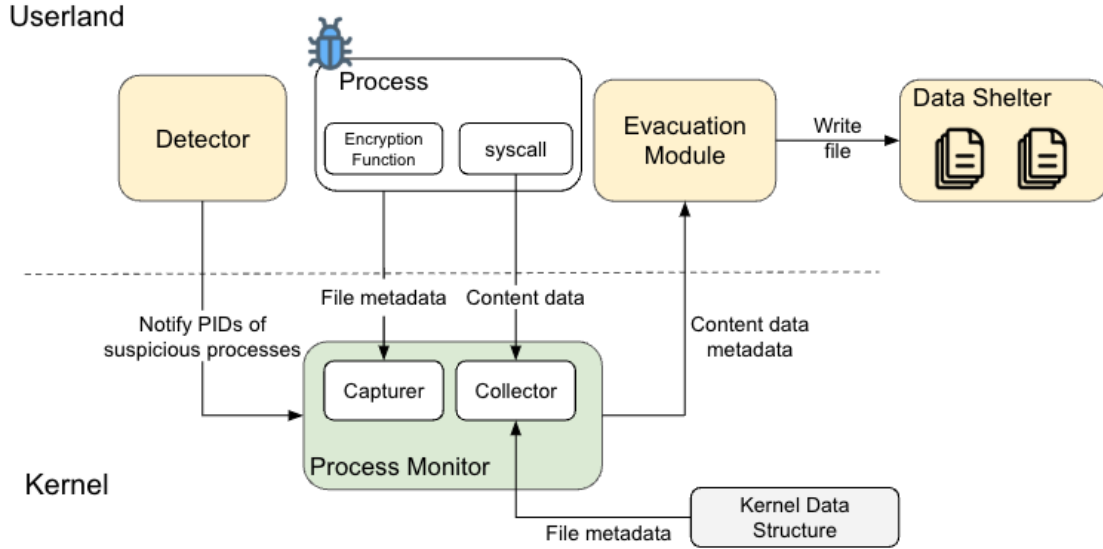 Userland
Detector
Process
Encryption
Function
syscall
Evacuation
Module
Write
file
Data Shelter
File metadata
Content data
Notify PIDs of
suspicious processes
Content data
metadata
Capturer
Collector
Process Monitor
Kernel
File metadata
Kernel Data
Structure